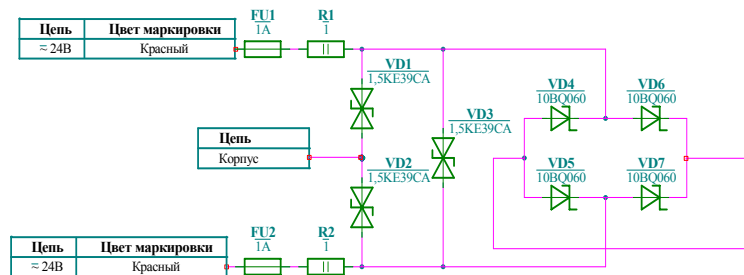 Цепь Цвет маркировки
≈ 24В Красный
FU1
1А
R1
1
VD1
1,5KE39CA
VD3
1,5KE39CA
VD4
10BQ060
VD6
10BQ060
Цепь
Корпус
VD2
1,5KE39CA
VD5
10BQ060
VD7
10BQ060
FU2
1А
R2
1
Цепь Цвет маркировки
≈ 24В Красный